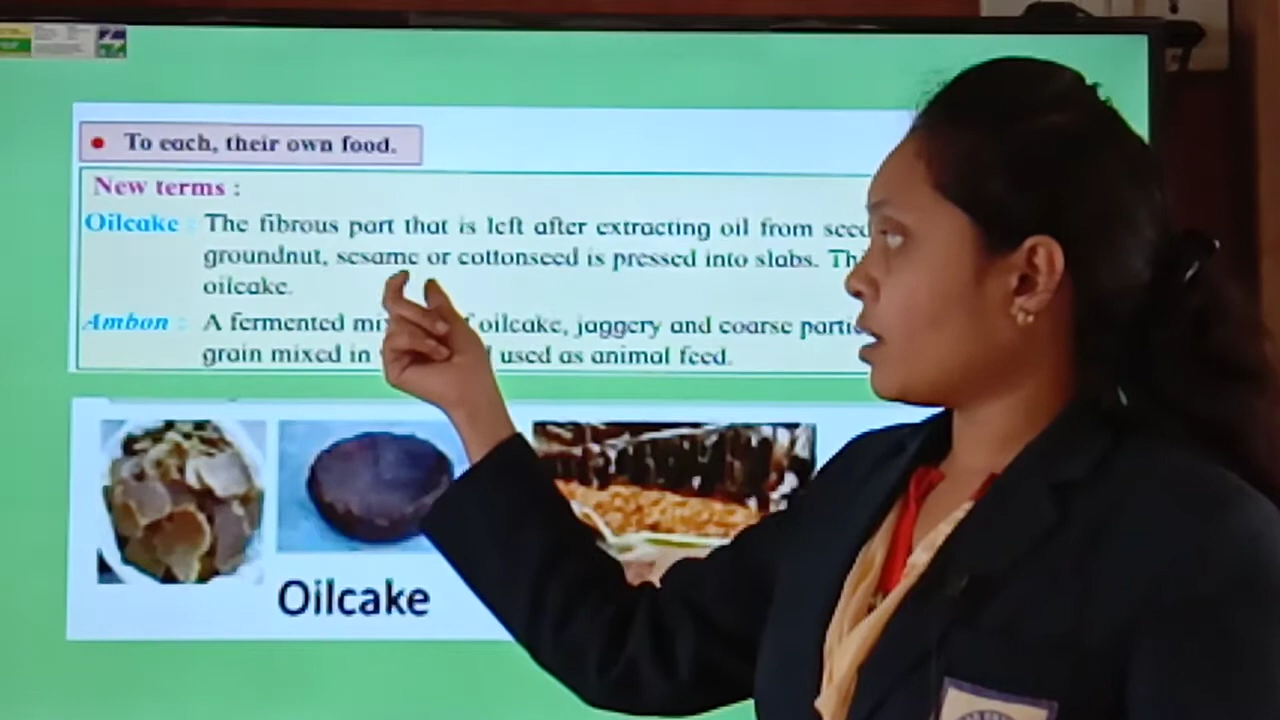 To each, their own food.
New terms :
Oilcake : The fibrous part that is left after extracting oil from
groundnut, sesame or cottonseed is pressed into slabs.
oilcake.
Ambon : A fermented oilcake, jaggery and coarse
grain mixed in used as animal feed.
Oilcake